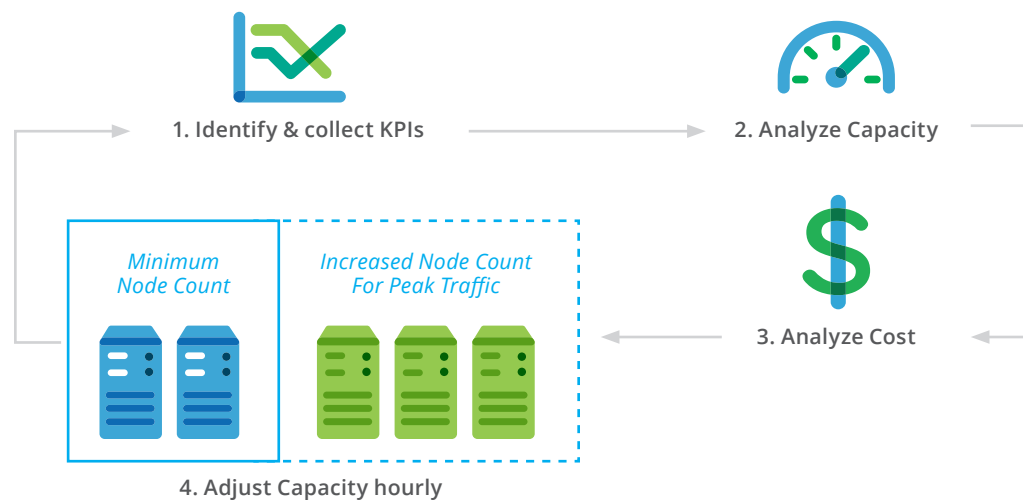 1. Identify & collect KPIs
2. Analyze Capacity
Minimum
Node Count
Increased Node Count
For Peak Traffic
3. Analyze Cost
4. Adjust Capacity hourly